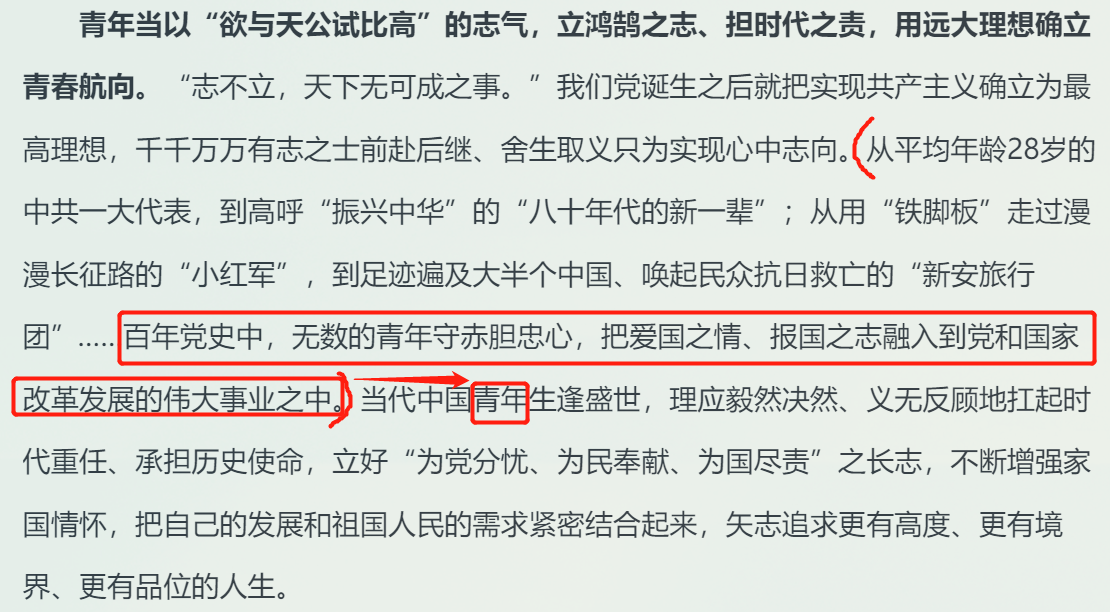 青年当以“欲与天公试比高”的志气，立鸿鹄之志、担时代之责，用远大理想确立
青春航向。“志不立，天下无可成之事。”我们党诞生之后就把实现共产主义确立为最
高理想，千千万万有志之士前赴后继、舍生取义只为实现心中志向。从平均年龄28岁的
中共一大代表，到高呼“振兴中华”的“八十年代的新一辈”；从用“铁脚板”走过漫
漫长征路的“小红军”，到足迹遍及大半个中国、唤起民众抗日救亡的“新安旅行
团”.....百年党史中，无数的青年守赤胆忠心，把爱国之情、报国之志融入到党和国家
改革发展的伟大事业之中。当代中国青年生逢盛世，理应毅然决然、义无反顾地扛起时
代重任、承担历史使命，立好“为党分忧、为民奉献、为国尽责”之长志，不断增强家
国情怀，把自己的发展和祖国人民的需求紧密结合起来，矢志追求更有高度、更有境
界、更有品位的人生。